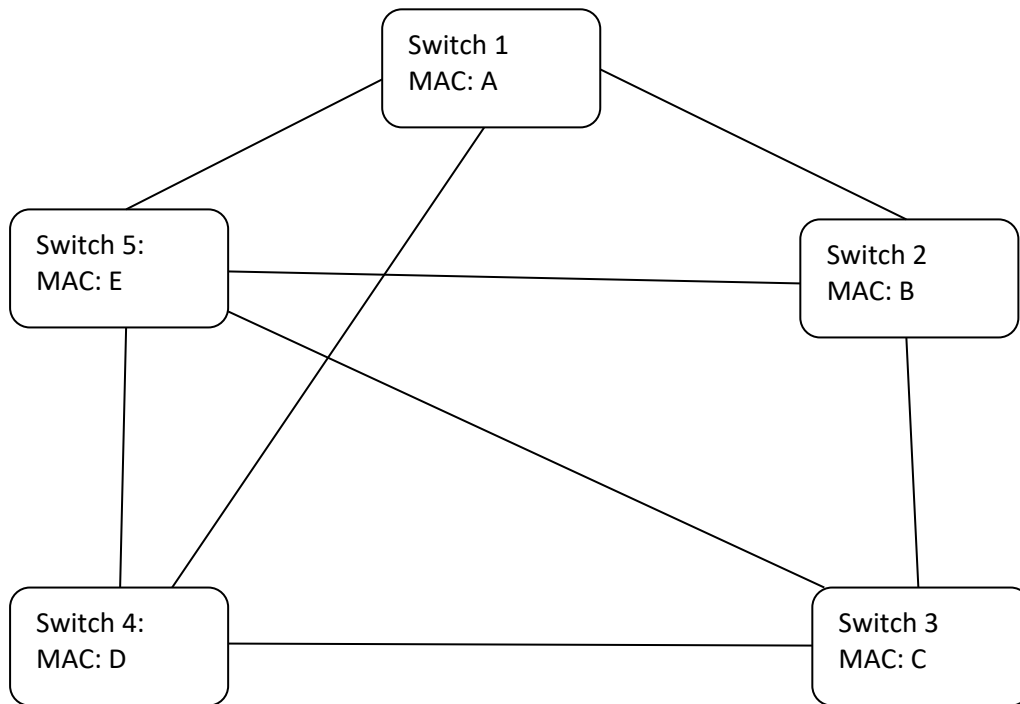 Switch 1
MAC: A
Switch 5:
MAC: E
Switch 2
MAC: B
Switch 4:
MAC: D
Switch 3
MAC: C